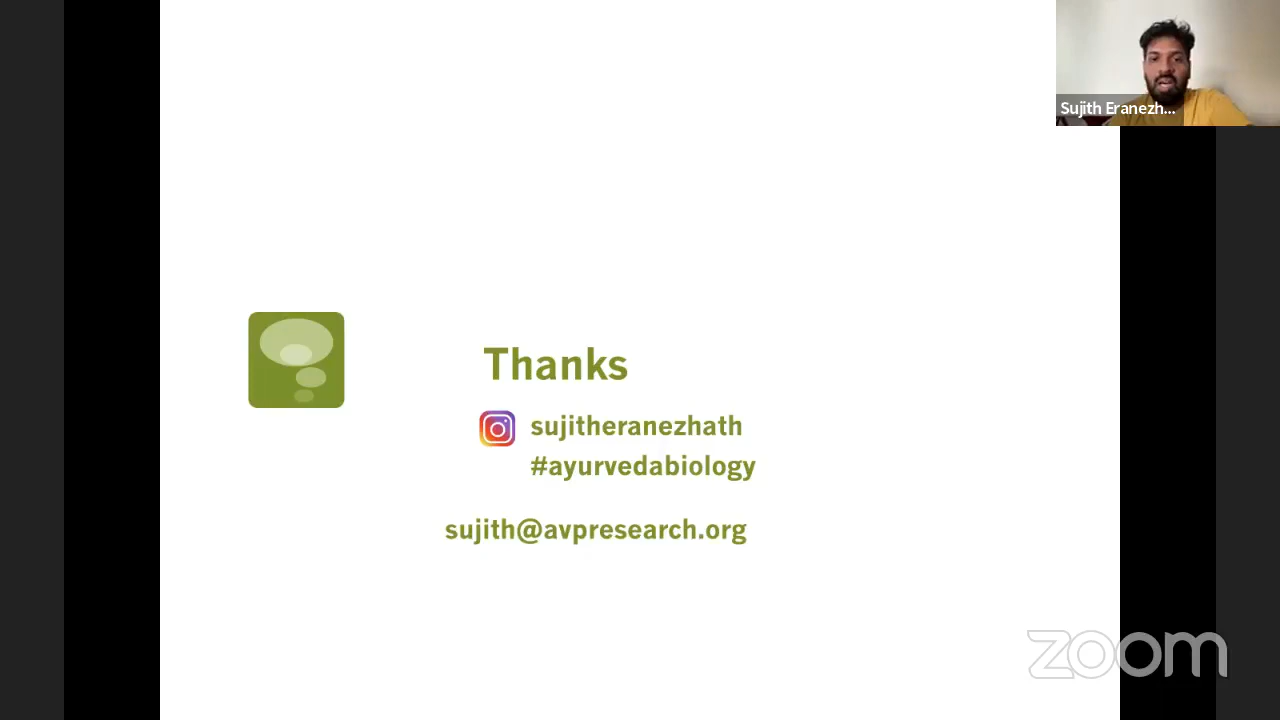 Sujith Eranezh...
Thanks
sujitheranezhath
#ayurvedabiology
sujith@avpresearch.org
zoom